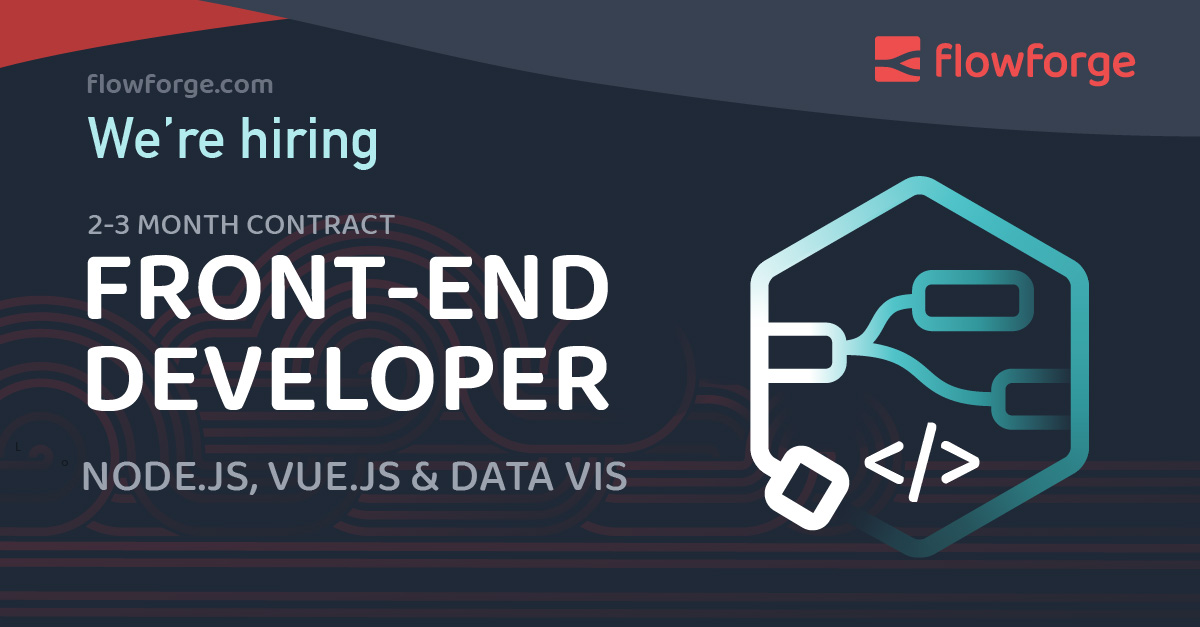 flowforge.com
flowforge
We're hiring
2-3 MONTH CONTRACT
FRONT-END
DEVELOPER
NODE.JS, VUE.JS & DATA VIS
</>